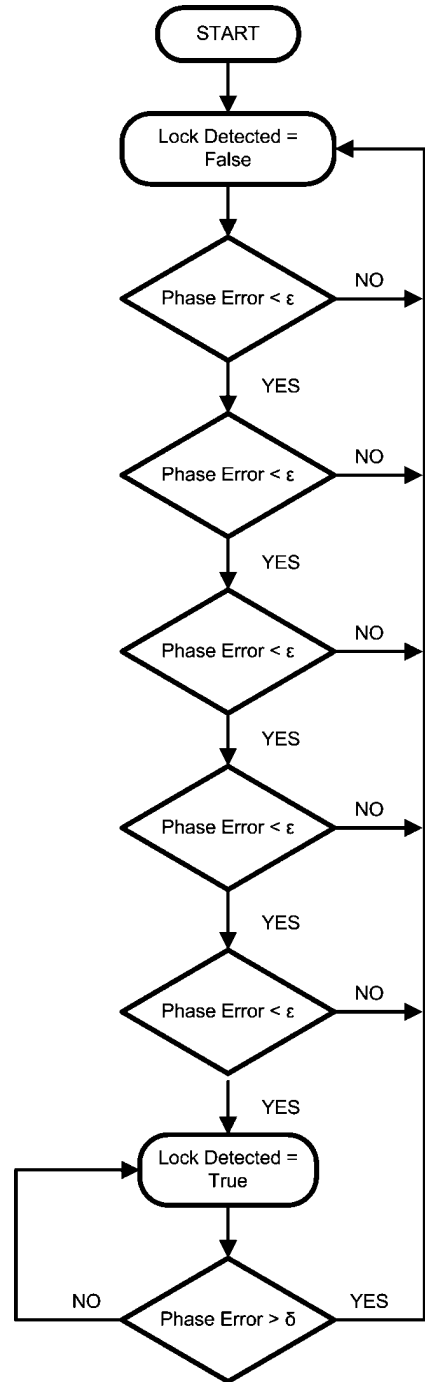 START
Lock Detected =
False
Phase Error < ε
NO
YES
Phase Error < ε
NO
YES
Phase Error < ε
NO
YES
Phase Error < ε
NO
YES
Phase Error < ε
NO
YES
Lock Detected =
True
NO
Phase Error > δ
YES